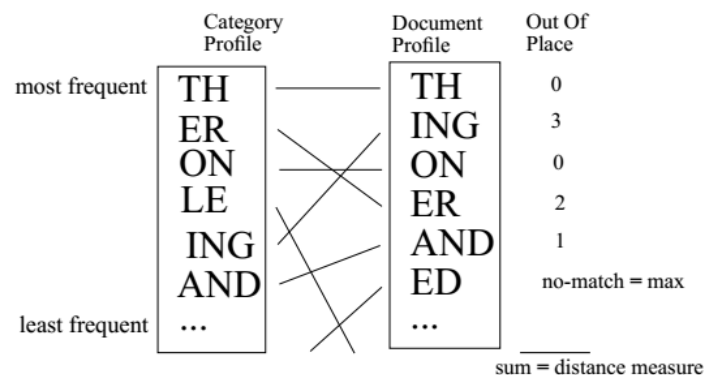 Category
Profile
Document
Profile
Out Of
Place
most frequent
TH
TH
0
ER
ING
3
ON
ON
0
LE
ER
2
ING
AND
1
AND
ED
no-match = max
least frequent
...
...
sum = distance measure